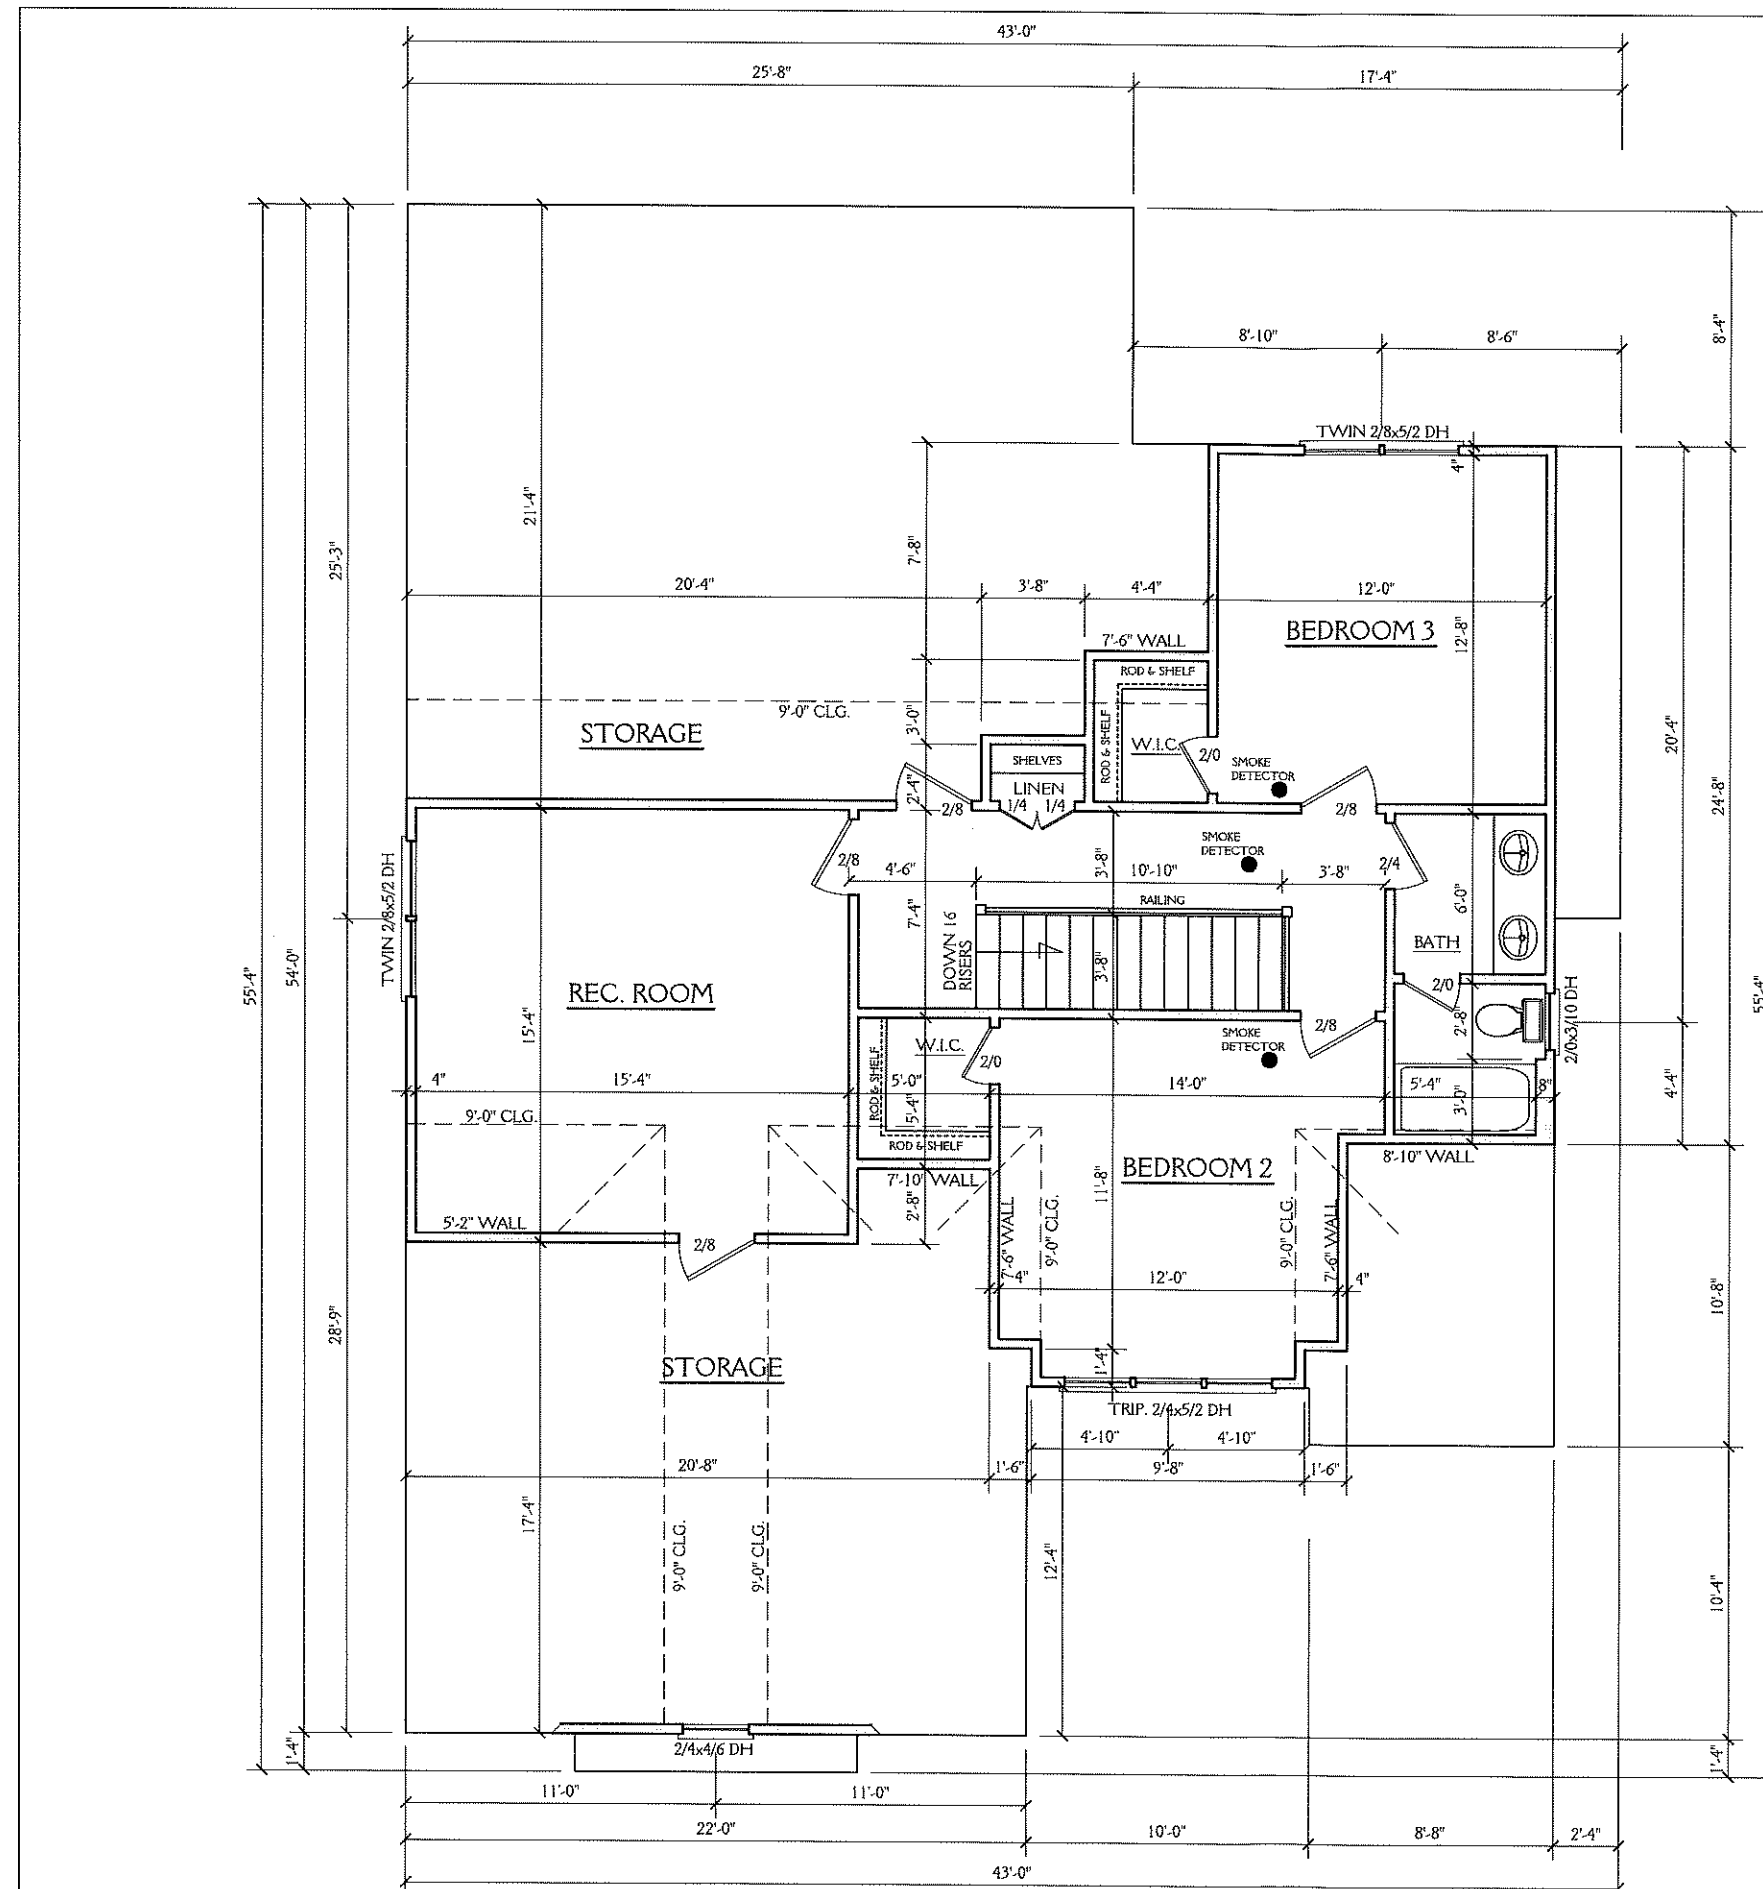 43'-0"
25'-8"
17'-4"
8'-10"
8'-6"
8'-4"
TWIN 2/8x5/2 DH
4"
21'-4"
25'-3"
7'-8"
20'-4"
3'-8"
4'-4"
12'-0"
BEDROOM 3
12'-8"
7'-6" WALL
ROD & SHELF
ROD & SHELF
9'-0" CLG.
STORAGE
3'-0"
W.I.C.
2/0
20'-4"
SHELVES
SMOKE
DETECTOR
LINEN
1/4 1/4
2'-4"
2/8
2/8
24'-8"
TWIN 2/8x5/2 DH
2/8
4'-6"
3'-8"
SMOKE
DETECTOR
10'-10"
3'-8"
2/4
6'-0"
7'-4"
RAILING
DOWN 16
RISERS
3'-8"
BATH
55'-4"
54'-0"
REC. ROOM
15'-4"
2/0
2/0x3/10 DH
55'-4"
2'-8"
W.I.C.
ROD & SHELF
2/0
SMOKE
DETECTOR
2/8
4"
15'-4"
5'-0"
5'-4"
14'-0"
5'-4"
3'-0"
8"
4'-4"
9'-0" CLG.
ROD & SHELF
8'-10" WALL
BEDROOM 2
11'-8"
7'-10" WALL
2'-8"
5'-2" WALL
2/8
7'-6" WALL
9'-0" CLG.
9'-0" CLG.
7'-6" WALL
4"
12'-0"
4"
10'-8"
28'-9"
STORAGE
1'-4"
TRIP. 2/4x5/2 DH
4'-10"
4'-10"
20'-8"
1'-6"
9'-8"
1'-6"
17'-4"
9'-0" CLG.
9'-0" CLG.
12'-4"
10'-4"
2/4x4/6 DH
1'-4"
1'-4"
11'-0"
11'-0"
22'-0"
10'-0"
8'-8"
2'-4"
43'-0"